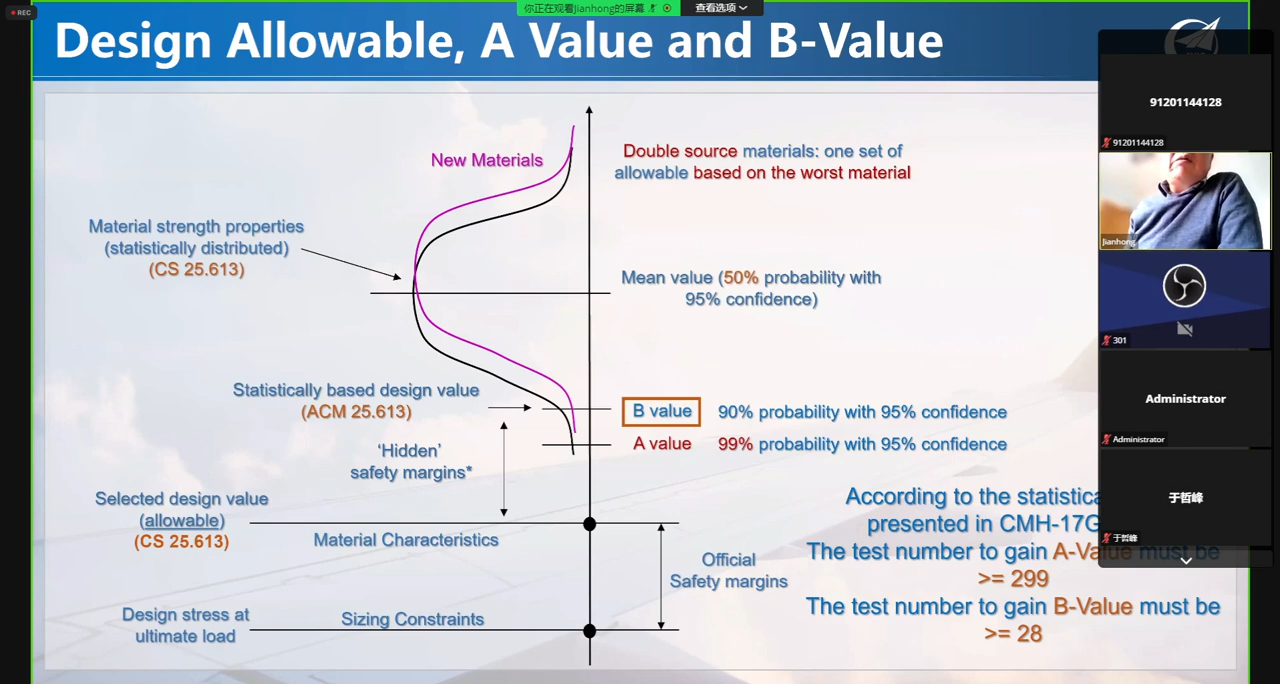 REC
你正在观看Jianhong的屏幕
查看选项
Design Allowable, A Value and B-Value
New Materials
Double source materials: one set of
allowable based on the worst material
Material strength properties
(statistically distributed)
(CS 25.613)
Mean value (50% probability with
95% confidence)
Statistically based design value
(ACM 25.613)
B value 90% probability with 95% confidence
A value 99% probability with 95% confidence
'Hidden'
safety margins*
Selected design value
(allowable)
(CS 25.613)
Material Characteristics
Official
Safety margins
Design stress at
ultimate load
Sizing Constraints
According to the
presented in CMH-17G
The test number to gain A-Value must be
>= 299
The test number to gain B-Value must be
>= 28
91201144128
91201144128
Jianhong
301
Administrator
Administrator
于哲峰
于哲峰